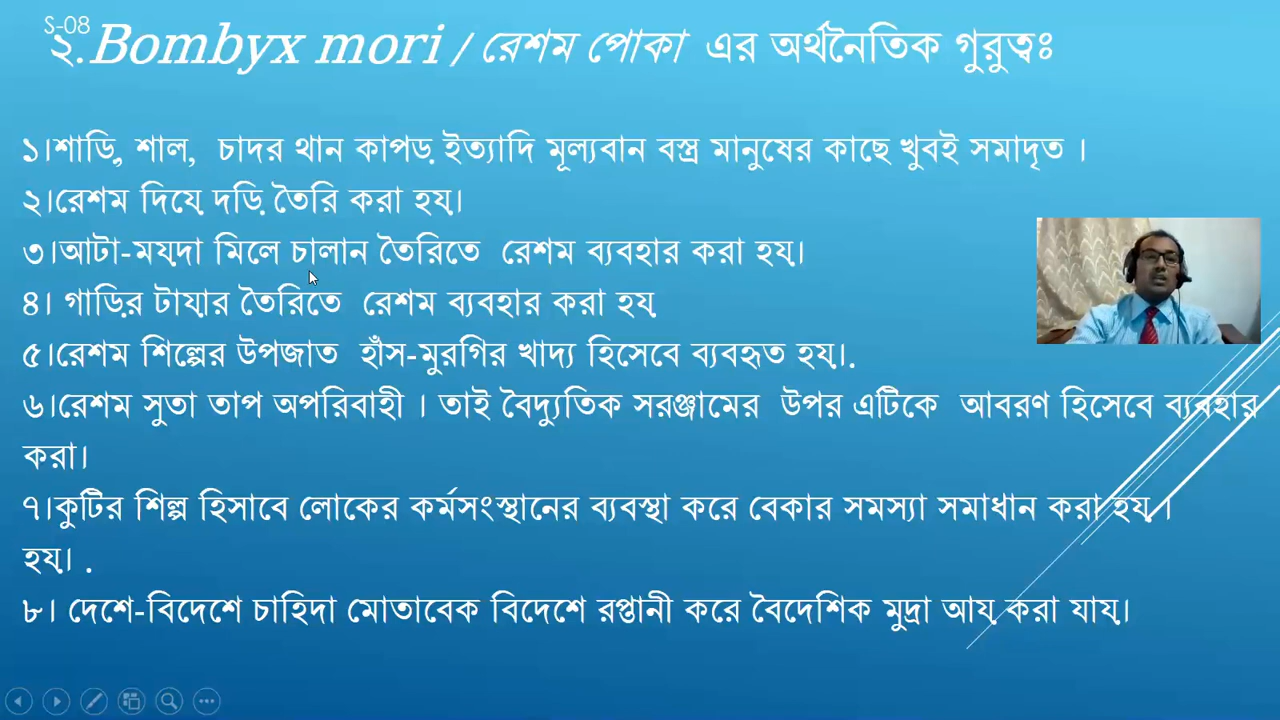 S-08
২.Bombyx mori / রেশম পোকা এর অর্থনৈতিক গুরুত্বঃ
১।শাড়ি, শাল, চাদর থান কাপড় ইত্যাদি মূল্যবান বস্ত্র মানুষের কাছে খুবই সমাদৃত ।
২।রেশম দিয়ে দড়ি তৈরি করা হয়।
৩।আটা-ময়দা মিলে চালান তৈরিতে রেশম ব্যবহার করা হয়।
৪। গাড়ির টায়ার তৈরিতে রেশম ব্যবহার করা হয়
৫।রেশম শিল্পের উপজাত হাঁস-মুরগির খাদ্য হিসেবে ব্যবহৃত হয়।.
৬।রেশম সুতা তাপ অপরিবাহী । তাই বৈদ্যুতিক সরঞ্জামের উপর এটিকে আবরণ হিসেবে ব্যবহার
করা।
৭।কুটির শিল্প হিসাবে লোকের কর্মসংস্থানের ব্যবস্থা করে বেকার সমস্যা সমাধান করা হয় ।
হয়। .
৮। দেশে-বিদেশে চাহিদা মোতাবেক বিদেশে রপ্তানী করে বৈদেশিক মুদ্রা আয় করা যায়।